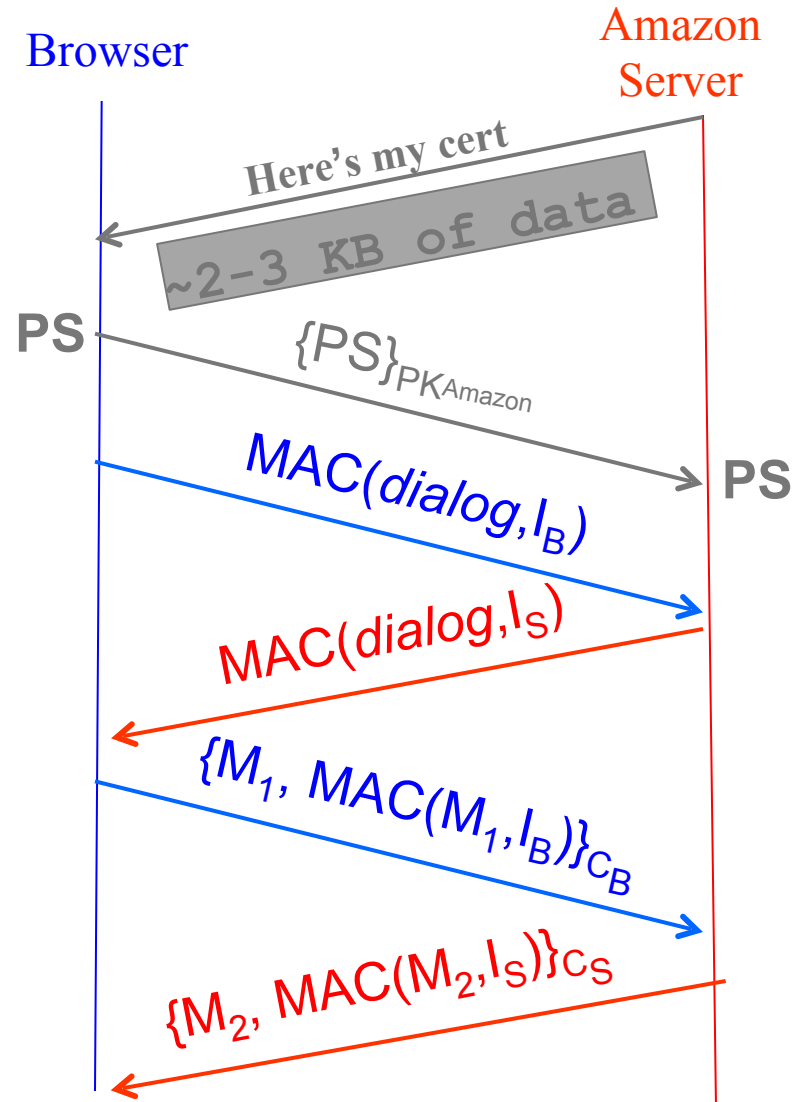 Browser
Amazon
Server
Here’s my cert
~2-3 KB of data
PS
{PS}PKAmazon
PS
MAC(dialog,IB)
MAC(dialog,IS)
{M1, MAC(M1,IB)}CB
{M2, MAC(M2,IS)}CS